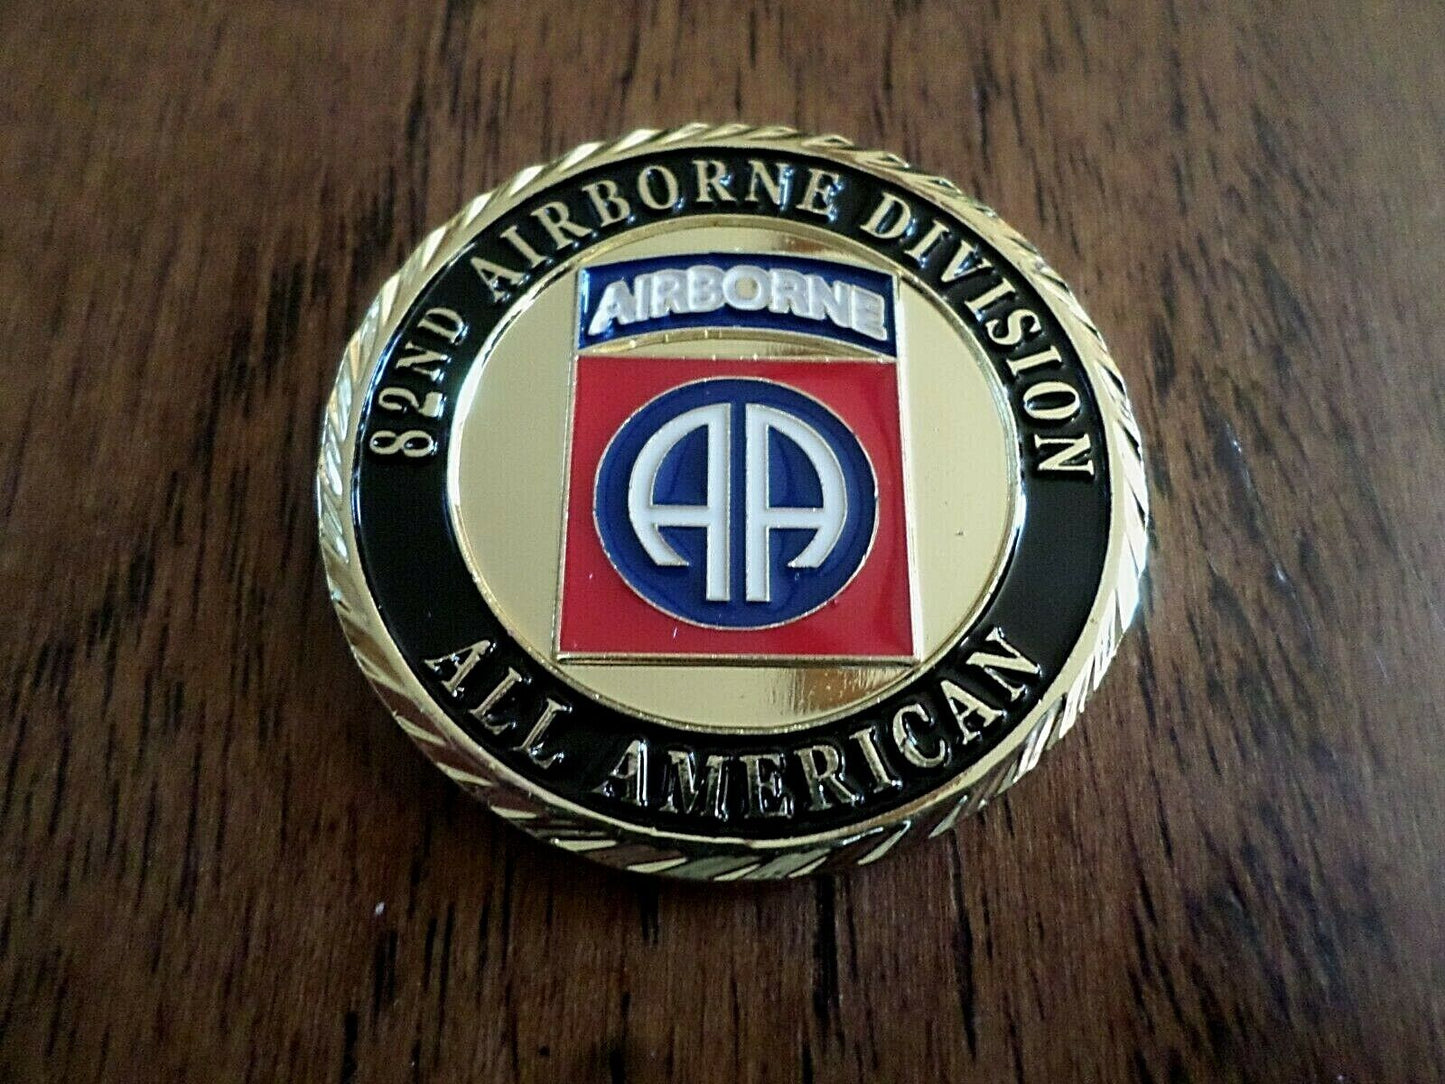 82ND AIRBORNE DIVISION
AIRBORNE
AA
ALL AMERICAN